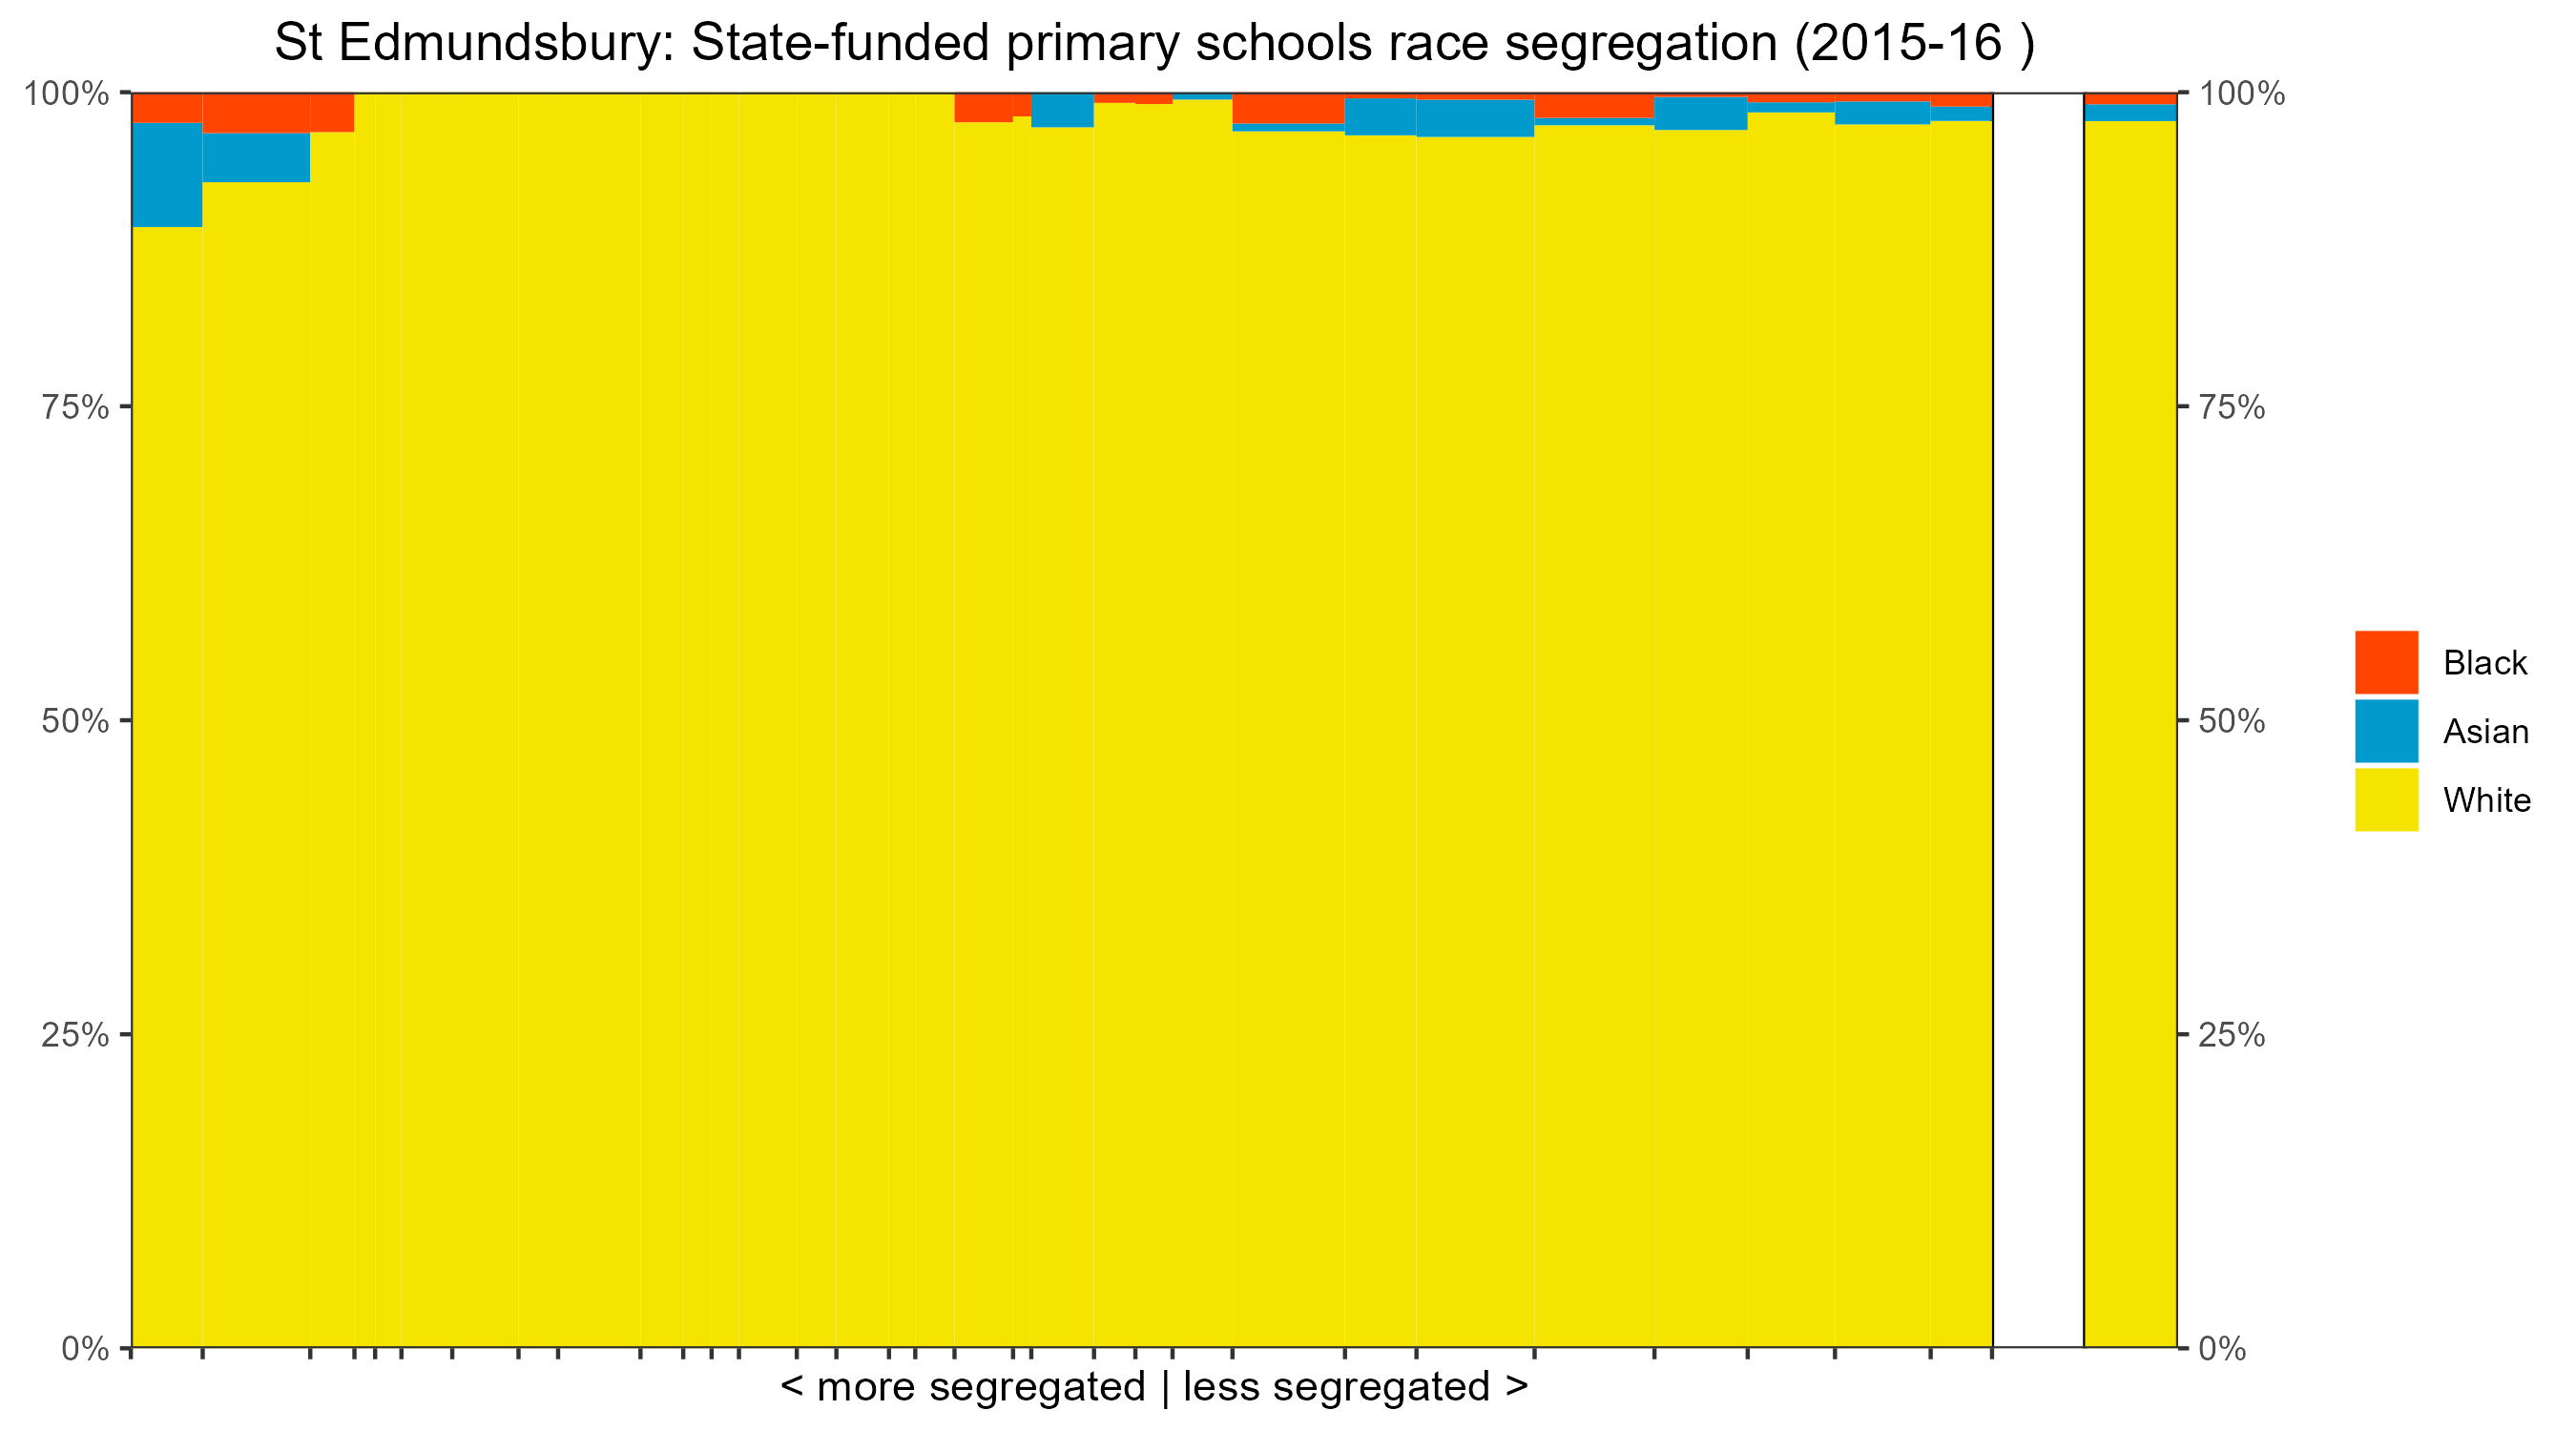 St Edmundsbury: State-funded primary schools race segregation (2015-16 )
100%
75%
50%
25%
0%
100%
75%
50%
25%
0%
Black
Asian
White
< more segregated | less segregated >